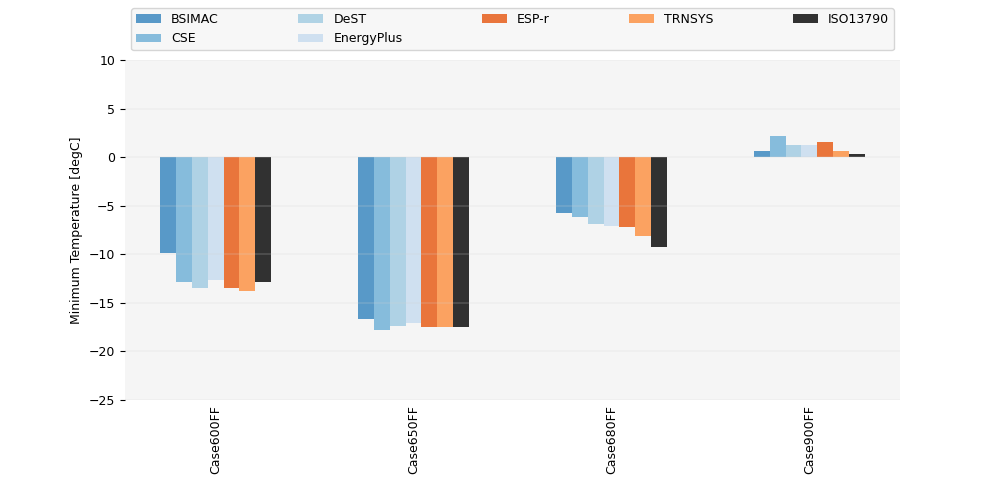 BSIMAC DeST ESP-r TRNSYS ISO13790
CSE EnergyPlus
10
5
0
−5
−10
−15
−20
−25
Minimum Temperature [degC]
Case600FF
Case650FF
Case680FF
Case900FF